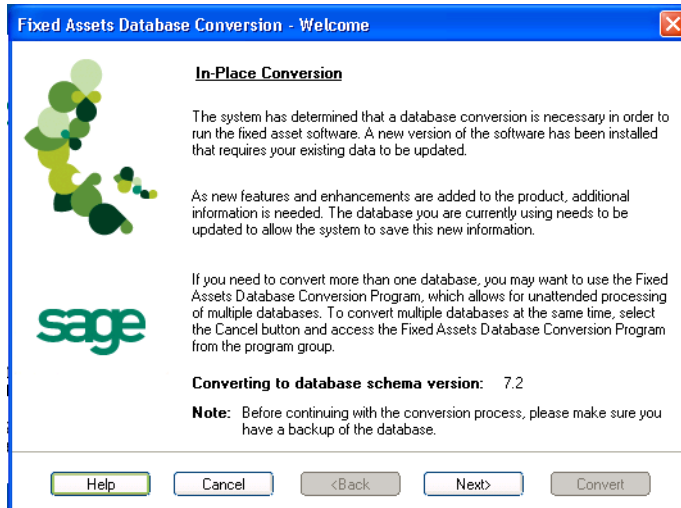 Fixed Assets Database Conversion - Welcome
In-Place Conversion
The system has determined that a database conversion is necessary in order to
run the fixed asset software. A new version of the software has been installed
that requires your existing data to be updated.
As new features and enhancements are added to the product, additional
information is needed. The database you are currently using needs to be
updated to allow the system to save this new information.
If you need to convert more than one database, you may want to use the Fixed
Assets Database Conversion Program, which allows for unattended processing
of multiple databases. To convert multiple databases at the same time, select
the Cancel button and access the Fixed Assets Database Conversion Program
from the program group.
sage
Converting to database schema version: 7.2
Note: Before continuing with the conversion process, please make sure you
have a backup of the database.
Help Cancel <Back Next> Convert